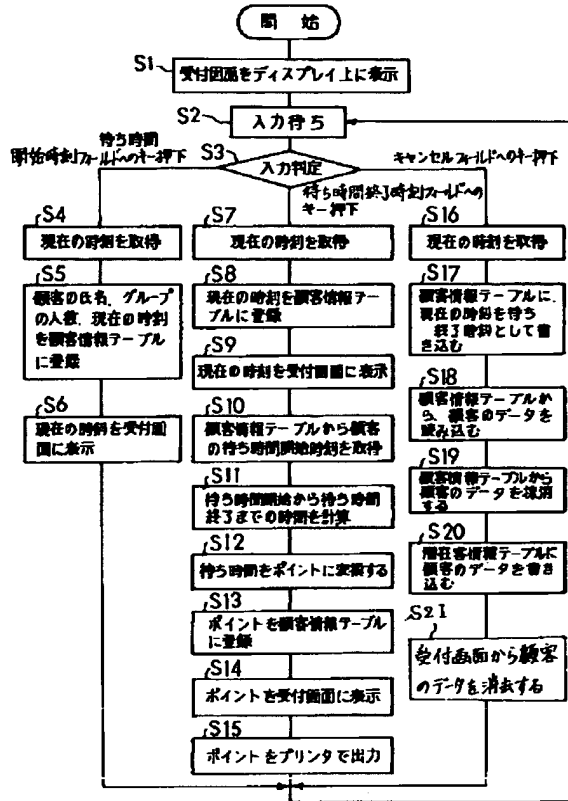 開始
S1
受付画面をディスプレイ上に表示
S2
入力待ち
S3
入力判定
待ち時間
開始時刻フィールドへのキー押下
待ち時間終了時刻フィールドへの
キー押下
キャンセルフィールドへのキー押下
S4
現在の時刻を取得
S5
顧客の氏名、グループ
の人数、現在の時刻
を顧客情報テーブル
に登録
S6
現在の時刻を受付画
面に表示
S7
現在の時刻を取得
S8
現在の時刻を顧客情報テー
ブルに登録
S9
現在の時刻を受付画面に表示
S10
顧客情報テーブルから顧客
の待ち時間開始時刻を取得
S11
待ち時間開始から待ち時間
終了までの時間を計算
S12
待ち時間をポイントに変換する
S13
ポイントを顧客情報テーブル
に登録
S14
ポイントを受付画面に表示
S15
ポイントをプリンタで出力
S16
現在の時刻を取得
S17
顧客情報テーブルに、
現在の時刻を待ち
終了時刻として書
き込む
S18
顧客情報テーブルか
ら、顧客のデータを
読み込む
S19
顧客情報テーブルから
顧客のデータを抹消
する
S20
潜在客情報テーブルに
顧客のデータを書き
込む
S21
受付画面から顧客
のデータを消去する